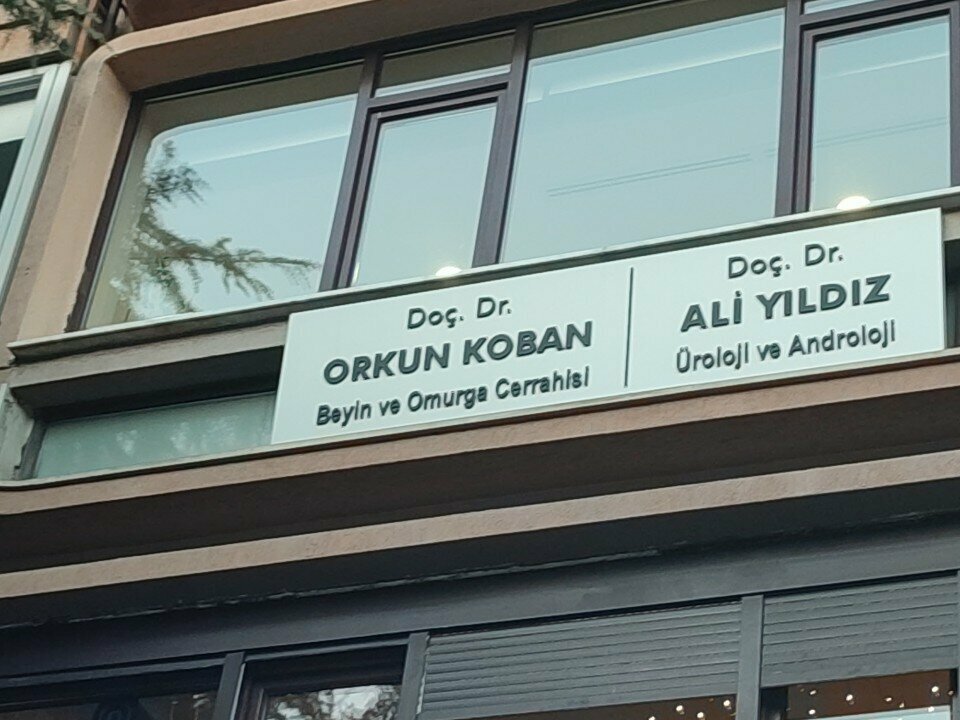 Doç. Dr.
ORKUN KOBAN
Beyin ve Omurga Cerrahisi
Doç. Dr.
ALİ YILDIZ
Üroloji ve Androloji